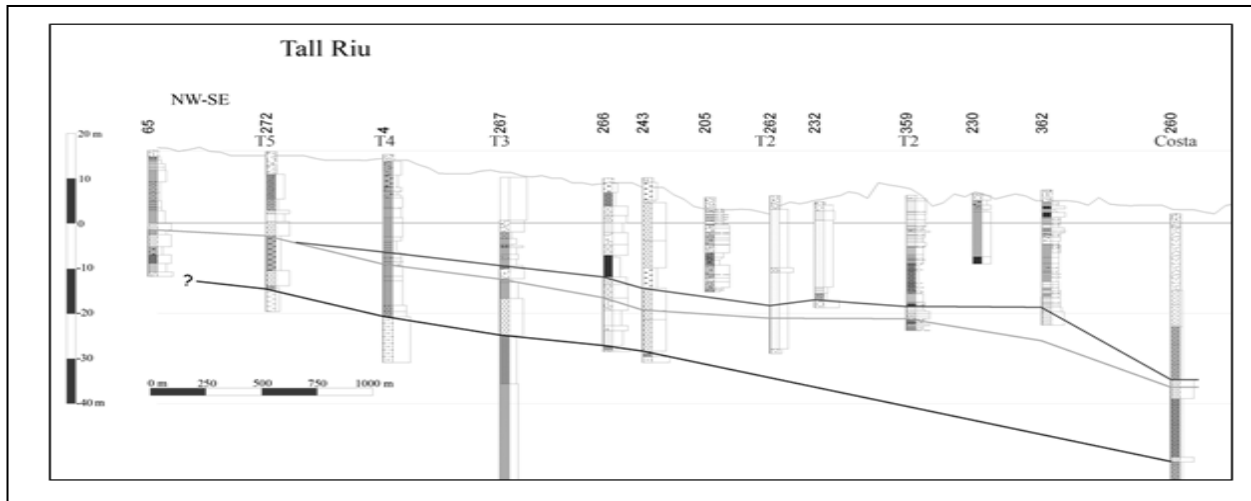 Tall Riu
NW-SE
65 272 74 267 266 243 205 262 232 359 230 362 260
T5 T4 T3 T2 T2 Costa
20 m
10
0
-10
?
-20
-30
0 m 250 500 750 1000 m
-40 m